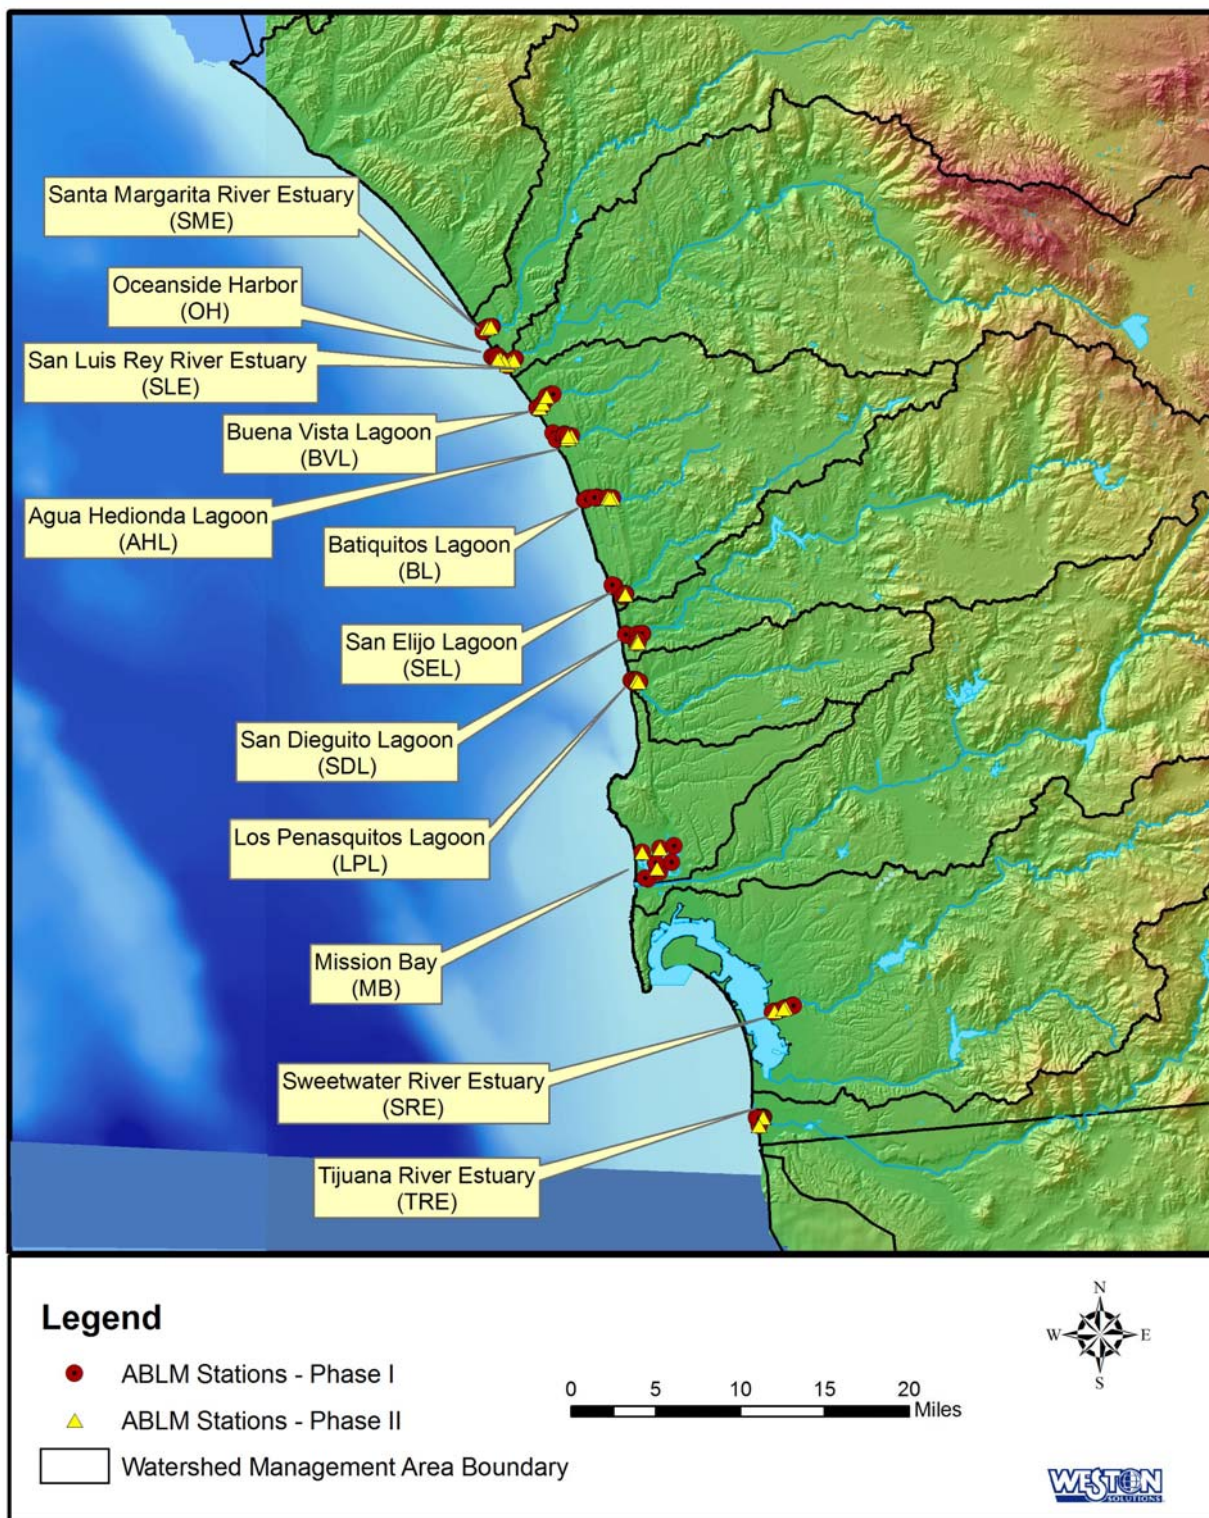 Santa Margarita River Estuary
(SME)
Oceanside Harbor
(OH)
San Luis Rey River Estuary
(SLE)
Buena Vista Lagoon
(BVL)
Agua Hedionda Lagoon
(AHL)
Batiquitos Lagoon
(BL)
San Elijo Lagoon
(SEL)
San Dieguito Lagoon
(SDL)
Los Penasquitos Lagoon
(LPL)
Mission Bay
(MB)
Sweetwater River Estuary
(SRE)
Tijuana River Estuary
(TRE)
Legend
ABLM Stations - Phase I
ABLM Stations - Phase II
Watershed Management Area Boundary
0 5 10 15 20
Miles
N
W E
S
WESTON
SOLUTIONS